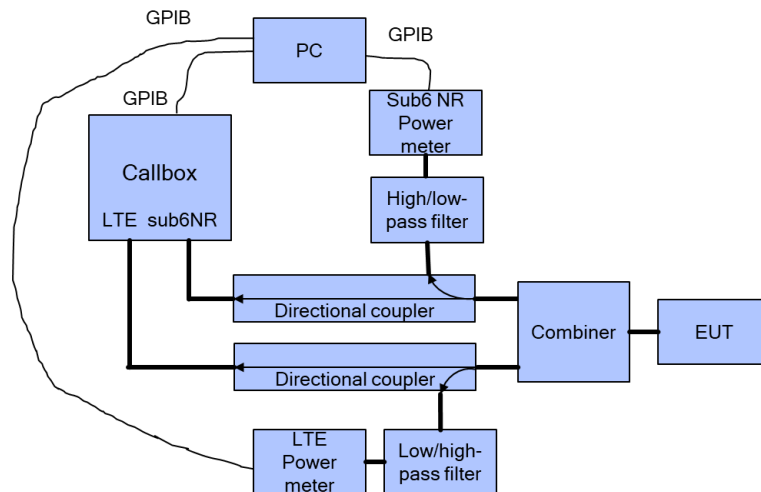 GPIB
PC
GPIB
GPIB
Sub6 NR
Power
meter
Callbox
LTE sub6NR
High/low-
pass filter
Directional coupler
Combiner
EUT
Directional coupler
LTE
Power
meter
Low/high-
pass filter